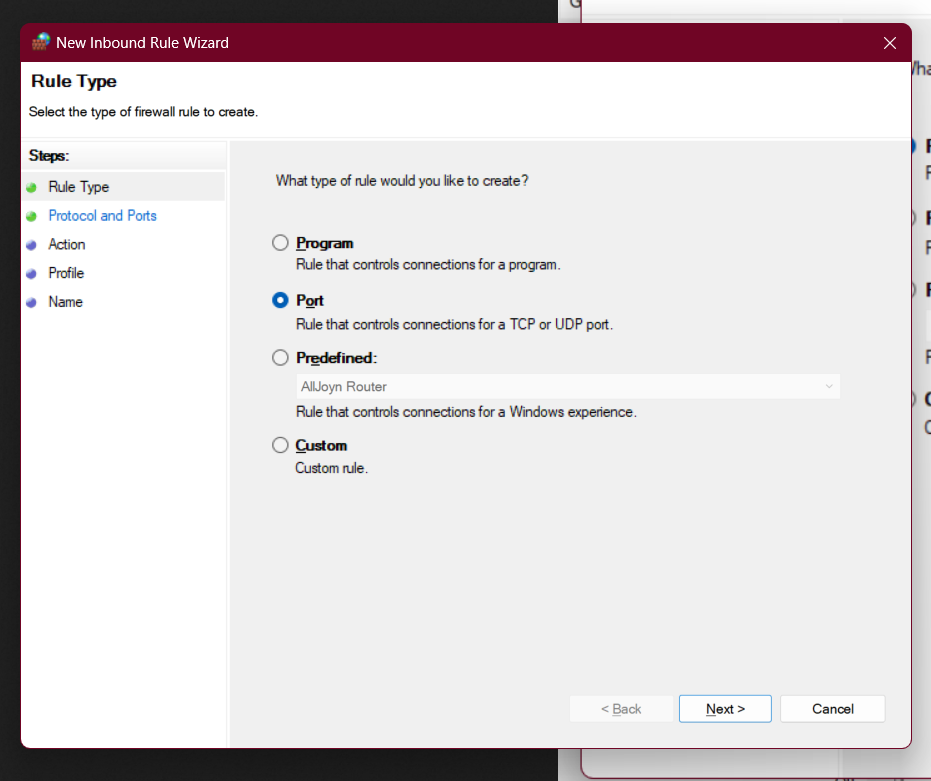 New Inbound Rule Wizard
Rule Type
Select the type of firewall rule to create.
Steps:
Rule Type
Protocol and Ports
Action
Profile
Name
What type of rule would you like to create?
Program
Rule that controls connections for a program.
Port
Rule that controls connections for a TCP or UDP port.
Predefined:
AllJoyn Router
Rule that controls connections for a Windows experience.
Custom
Custom rule.
< Back
Next >
Cancel